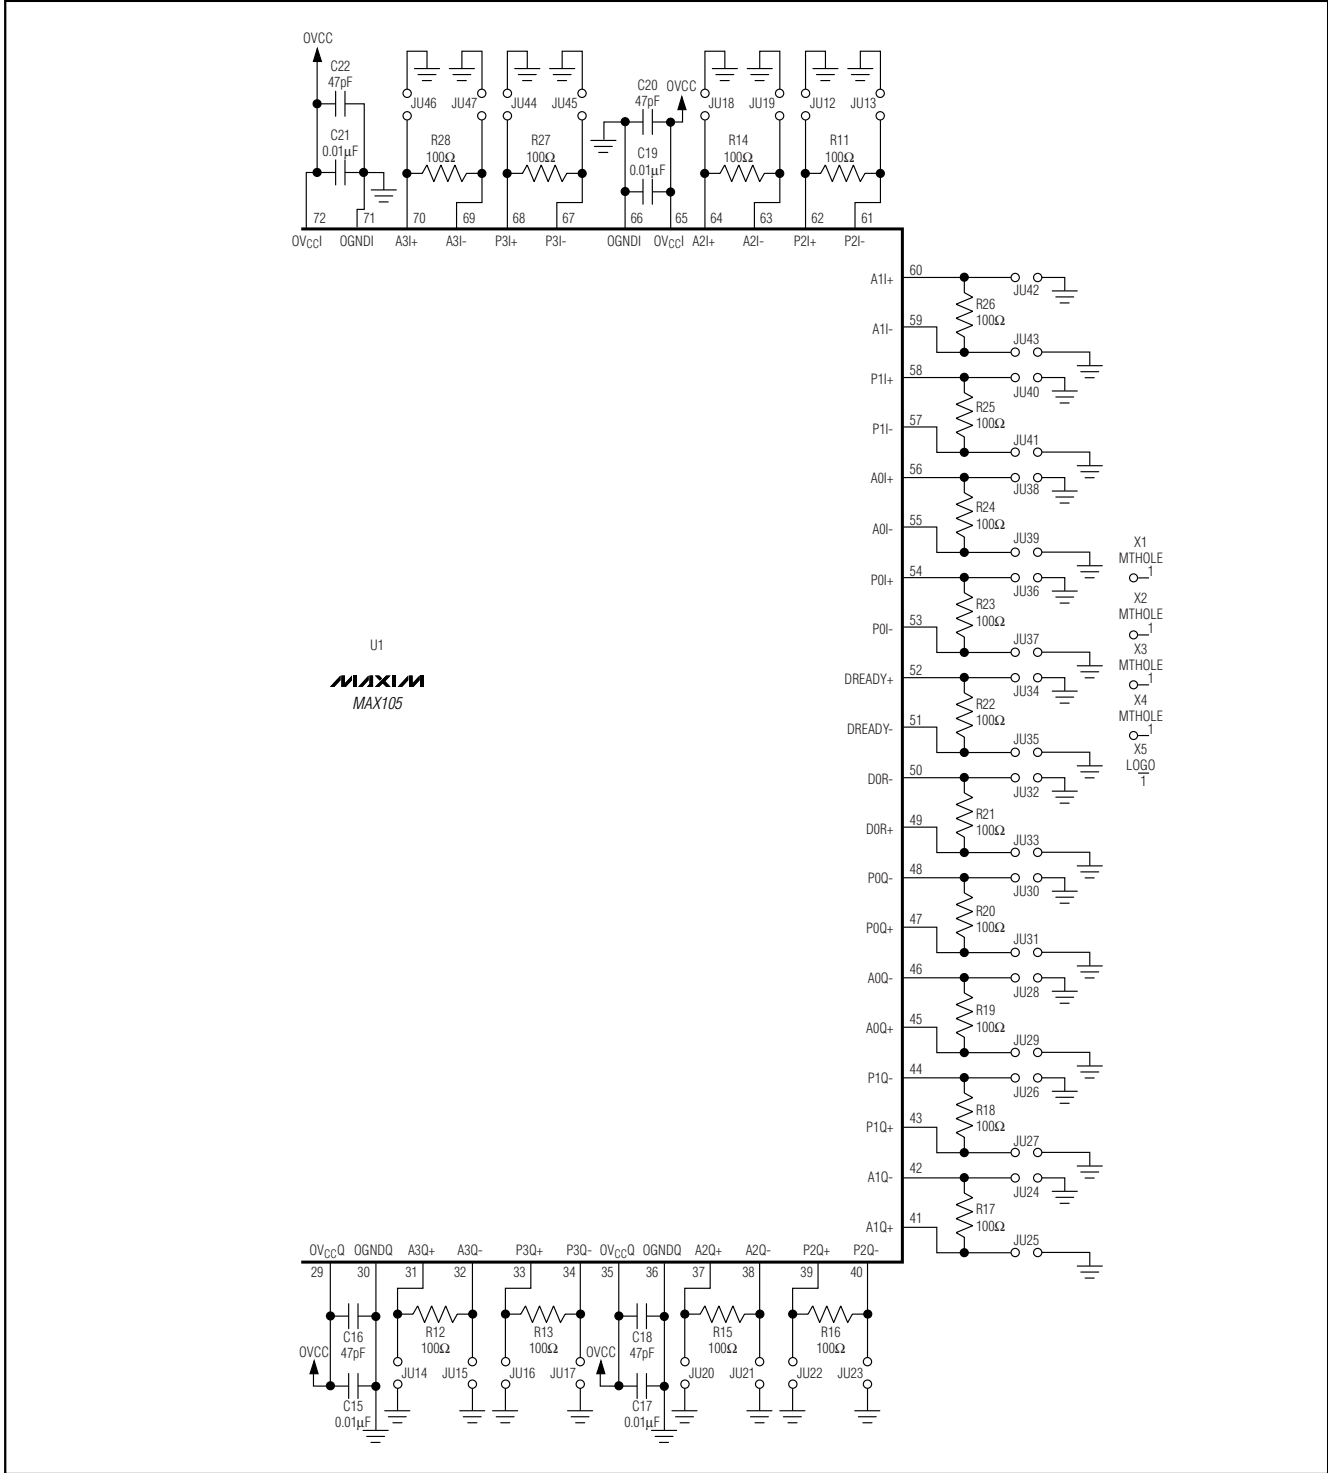 OVCC
C22
47pF
C21
0.01µF
JU46
JU47
R28
100Ω
JU44
JU45
R27
100Ω
C20
47pF
OVCC
C19
0.01µF
JU18
JU19
R14
100Ω
JU12
JU13
R11
100Ω
72 71 70 69 68 67 66 65 64 63 62 61
OVCCI OGNDI A3I+ A3I- P3I+ P3I- OGNDI OVCCI A2I+ A2I- P2I+ P2I-
A1I+ 60
JU42
R26
100Ω
A1I- 59
JU43
P1I+ 58
JU40
R25
100Ω
P1I- 57
JU41
A0I+ 56
JU38
R24
100Ω
A0I- 55
JU39
P0I+ 54
JU36
R23
100Ω
P0I- 53
JU37
DREADY+ 52
JU34
R22
100Ω
DREADY- 51
JU35
D0R- 50
JU32
R21
100Ω
D0R+ 49
JU33
P0Q- 48
JU30
R20
100Ω
P0Q+ 47
JU31
A0Q- 46
JU28
R19
100Ω
A0Q+ 45
JU29
P1Q- 44
JU26
R18
100Ω
P1Q+ 43
JU27
A1Q- 42
JU24
R17
100Ω
A1Q+ 41
JU25
X1
MTHOLE
1
X2
MTHOLE
1
X3
MTHOLE
1
X4
MTHOLE
1
X5
LOGO
1
U1
MAXIM
MAX105
OVCCQ OGNDQ A3Q+ A3Q- P3Q+ P3Q- OVCCQ OGNDQ A2Q+ A2Q- P2Q+ P2Q-
29 30 31 32 33 34 35 36 37 38 39 40
C16
47pF
OVCC
C15
0.01µF
R12
100Ω
JU14
JU15
R13
100Ω
JU16
JU17
C18
47pF
OVCC
C17
0.01µF
R15
100Ω
JU20
JU21
R16
100Ω
JU22
JU23